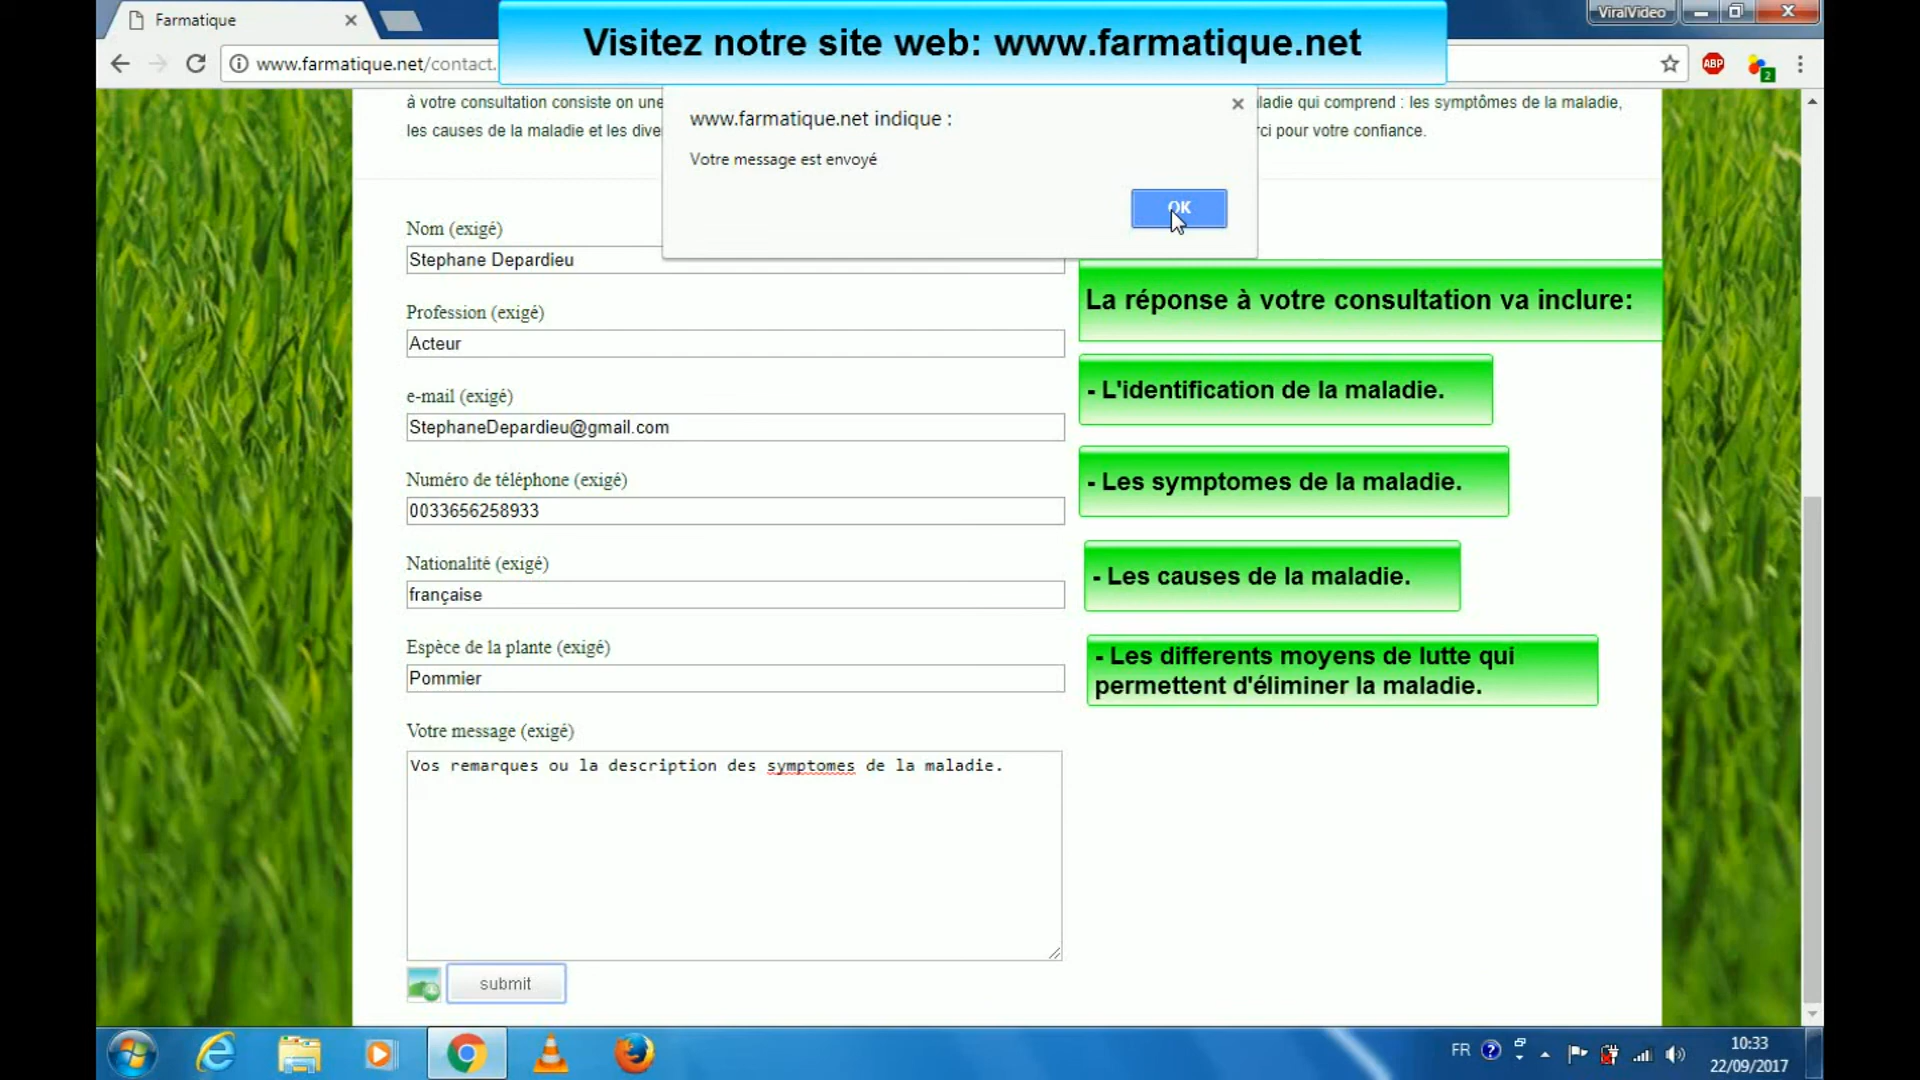 Farmatique
ViralVideo
Visitez notre site web: www.farmatique.net
www.farmatique.net/contact.
ABP
2
à votre consultation consiste on une
ladie qui comprend : les symptômes de la maladie,
les causes de la maladie et les dive
rci pour votre confiance.
www.farmatique.net indique :
Votre message est envoyé
OK
Nom (exigé)
Stephane Depardieu
Profession (exigé)
Acteur
e-mail (exigé)
StephaneDepardieu@gmail.com
Numéro de téléphone (exigé)
0033656258933
Nationalité (exigé)
française
Espèce de la plante (exigé)
Pommier
Votre message (exigé)
Vos remarques ou la description des symptomes de la maladie.
submit
La réponse à votre consultation va inclure:
- L'identification de la maladie.
- Les symptomes de la maladie.
- Les causes de la maladie.
- Les differents moyens de lutte qui
permettent d'éliminer la maladie.
FR
10:33
22/09/2017